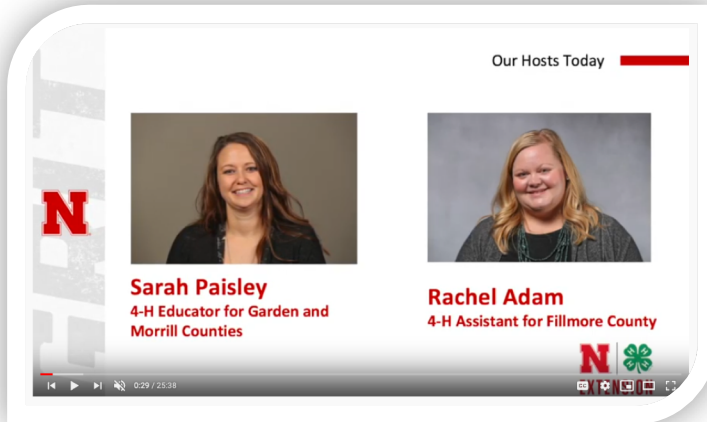 Our Hosts Today
N
Sarah Paisley
4-H Educator for Garden and
Morrill Counties
Rachel Adam
4-H Assistant for Fillmore County
N
EXTENSION
0:29 / 25:38
CC